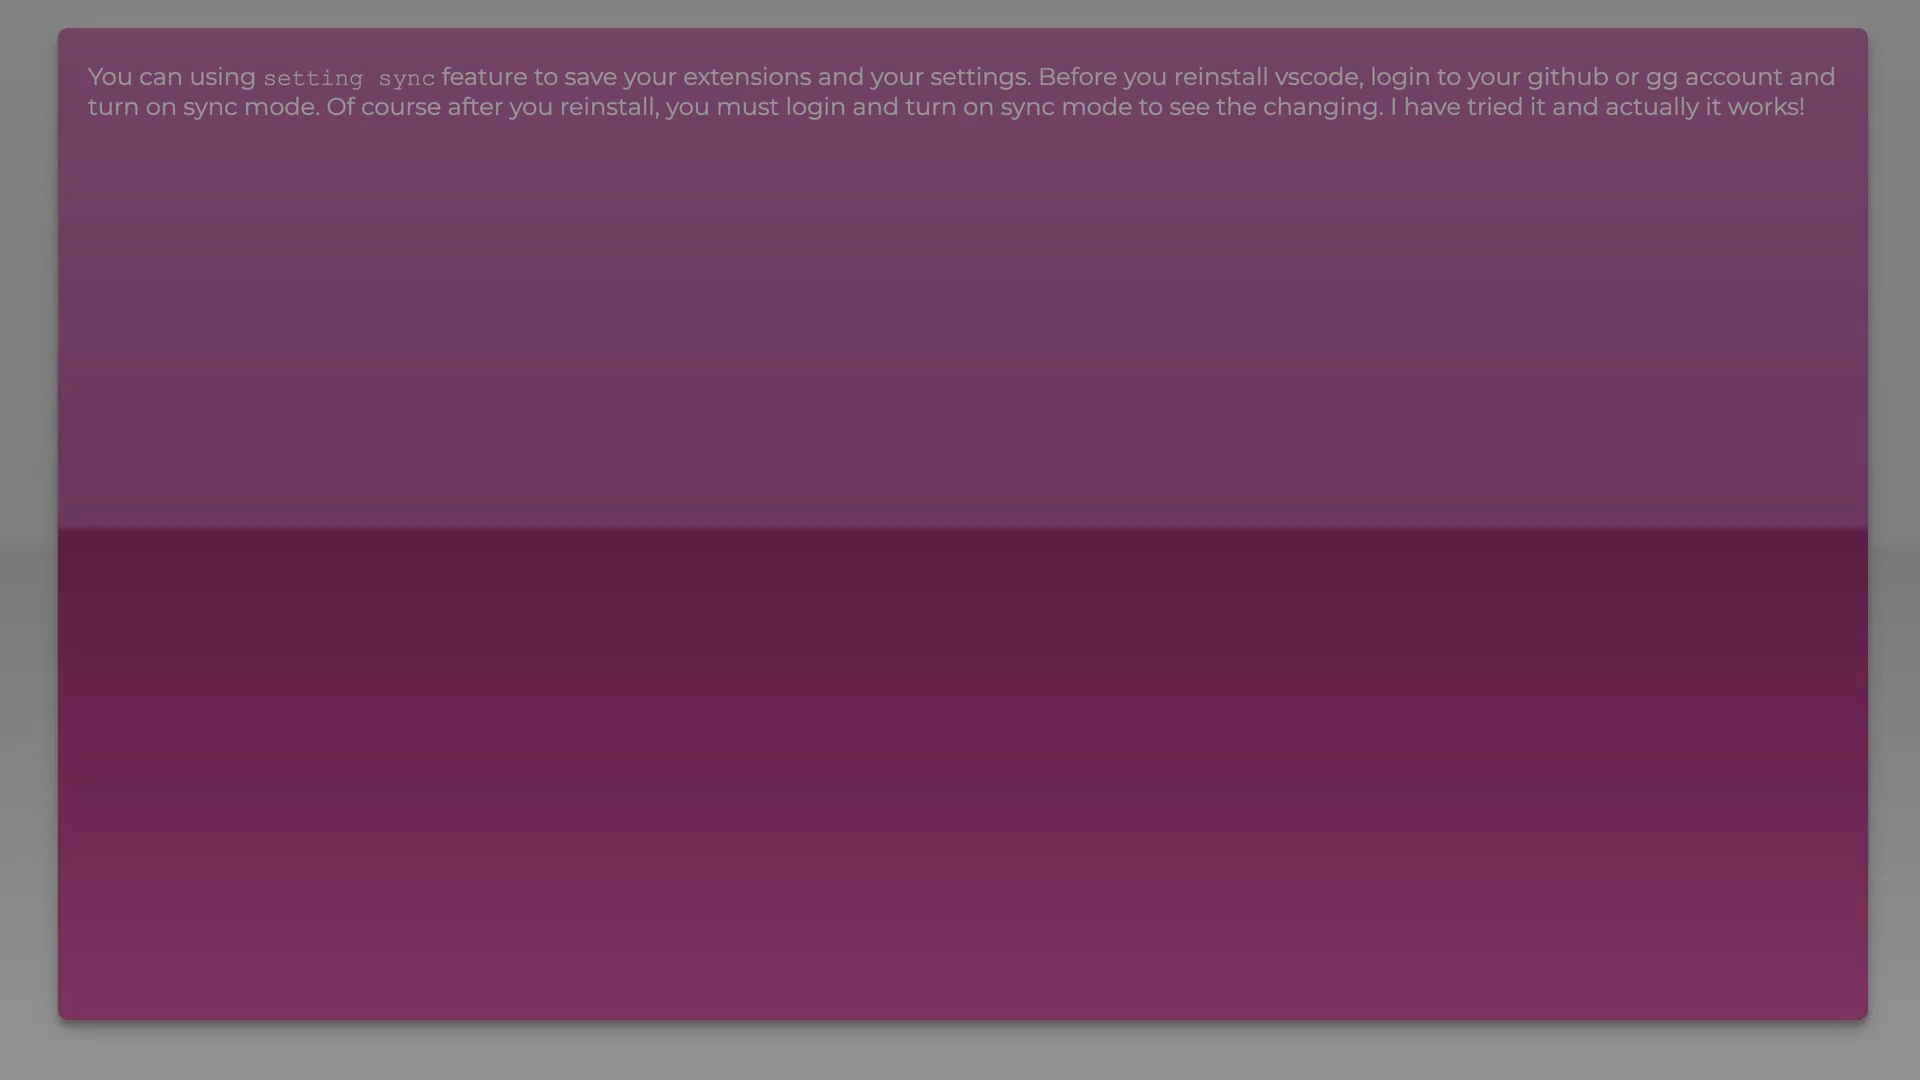 You can using setting sync feature to save your extensions and your settings. Before you reinstall vscode, login to your github or gg account and
turn on sync mode. Of course after you reinstall, you must login and turn on sync mode to see the changing. I have tried it and actually it works!